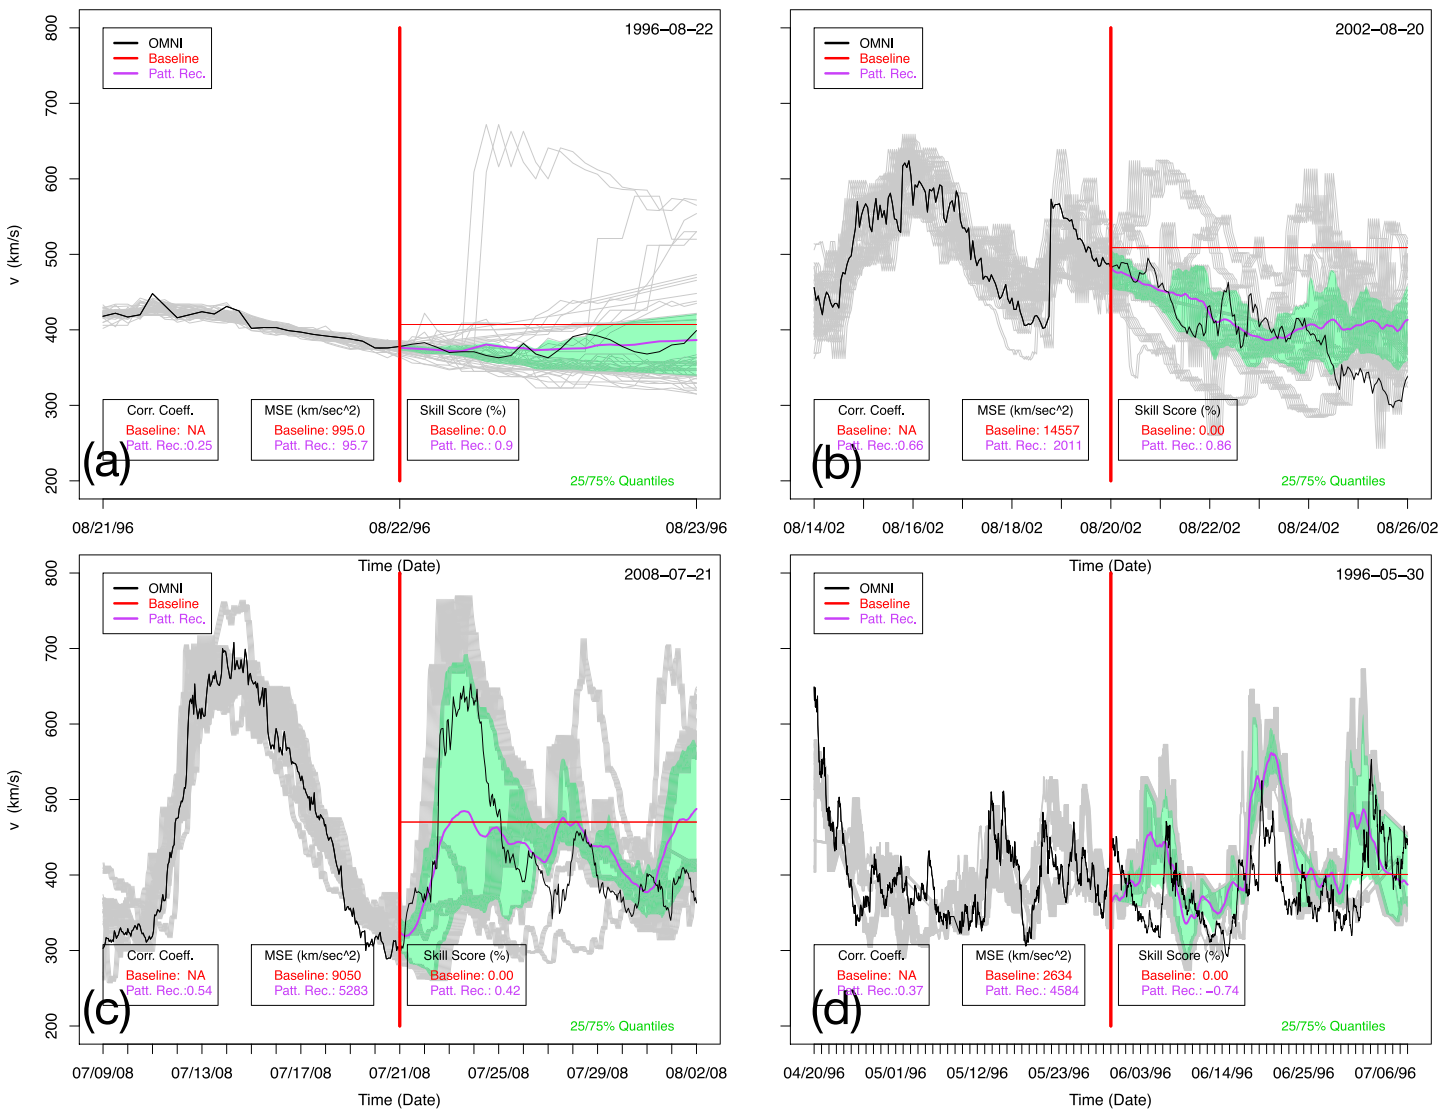 1996−08−22
OMNI
Baseline
Patt. Rec.
800
700
600
500
400
300
200
v (km/s)
Corr. Coeff.
Baseline: NA
Patt. Rec.:0.25
MSE (km/sec^2)
Baseline: 995.0
Patt. Rec.: 95.7
Skill Score (%)
Baseline: 0.0
Patt. Rec.: 0.9
(a)
25/75% Quantiles
08/21/96 08/22/96 08/23/96
Time (Date)
2002−08−20
OMNI
Baseline
Patt. Rec.
Corr. Coeff.
Baseline: NA
Patt. Rec.:0.66
MSE (km/sec^2)
Baseline: 14557
Patt. Rec.: 2011
Skill Score (%)
Baseline: 0.00
Patt. Rec.: 0.86
(b)
25/75% Quantiles
08/14/02 08/16/02 08/18/02 08/20/02 08/22/02 08/24/02 08/26/02
Time (Date)
2008−07−21
OMNI
Baseline
Patt. Rec.
800
700
600
500
400
300
200
v (km/s)
Corr. Coeff.
Baseline: NA
Patt. Rec.:0.54
MSE (km/sec^2)
Baseline: 9050
Patt. Rec.: 5283
Skill Score (%)
Baseline: 0.00
Patt. Rec.: 0.42
(c)
25/75% Quantiles
07/09/08 07/13/08 07/17/08 07/21/08 07/25/08 07/29/08 08/02/08
Time (Date)
1996−05−30
OMNI
Baseline
Patt. Rec.
Corr. Coeff.
Baseline: NA
Patt. Rec.:0.37
MSE (km/sec^2)
Baseline: 2634
Patt. Rec.: 4584
Skill Score (%)
Baseline: 0.00
Patt. Rec.: −0.74
(d)
25/75% Quantiles
04/20/96 05/01/96 05/12/96 05/23/96 06/03/96 06/14/96 06/25/96 07/06/96
Time (Date)